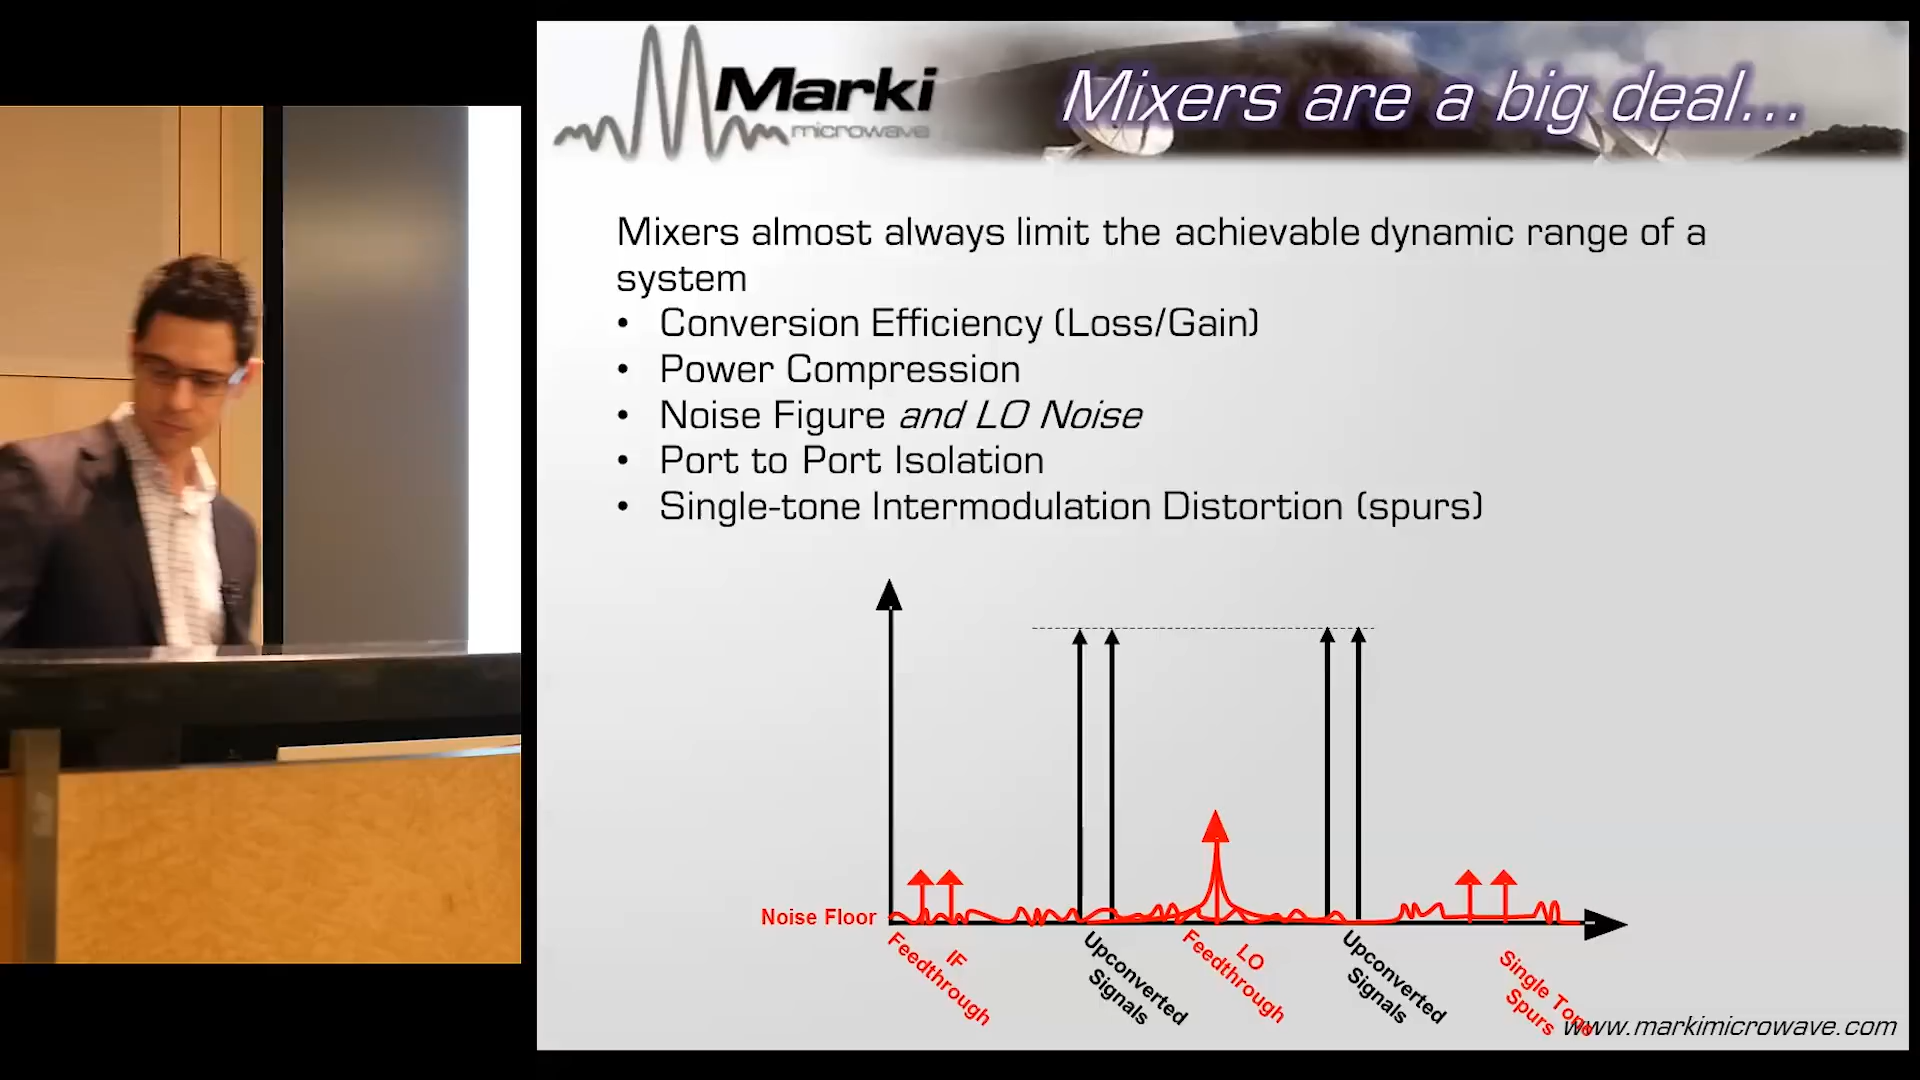 Marki
microwave
Mixers are a big deal...
Mixers almost always limit the achievable dynamic range of a
system
• Conversion Efficiency (Loss/Gain)
• Power Compression
• Noise Figure and LO Noise
• Port to Port Isolation
• Single-tone Intermodulation Distortion (spurs)
Noise Floor
IF
Feedthrough
Upconverted
Signals
LO
Feedthrough
Upconverted
Signals
Single Tone
Spurs
www.markimicrowave.com